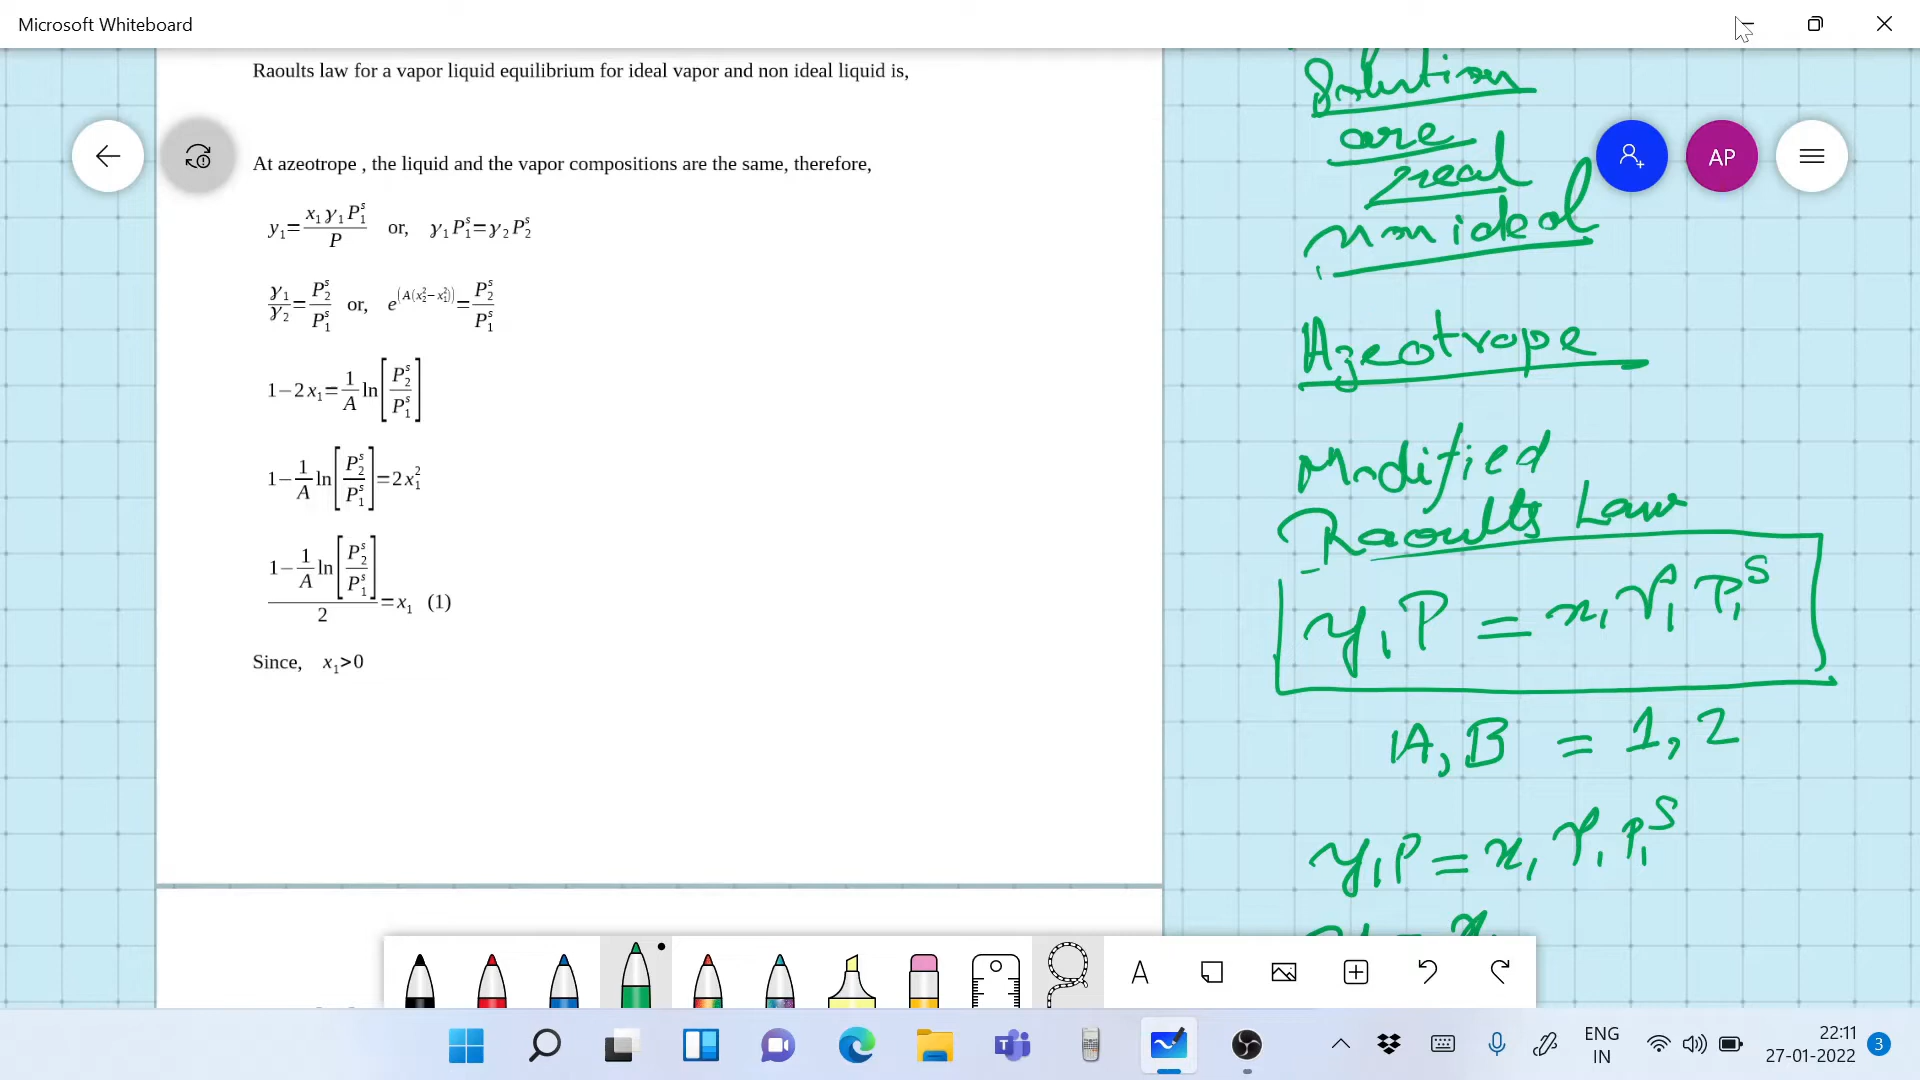 Microsoft Whiteboard
Raoults law for a vapor liquid equilibrium for ideal vapor and non ideal liquid is,
At azeotrope , the liquid and the vapor compositions are the same, therefore,
y₁=x₁γ₁P₁ˢ/P or, γ₁P₁ˢ=γ₂P₂ˢ
γ₁/γ₂=P₂ˢ/P₁ˢ or, e^(A(x₂²−x₁²))=P₂ˢ/P₁ˢ
1−2x₁=1/A ln[P₂ˢ/P₁ˢ]
1−1/A ln[P₂ˢ/P₁ˢ]=2x₁²
(1−1/A ln[P₂ˢ/P₁ˢ])/2=x₁ (1)
Since, x₁>0
Solution
are
real
non ideal
AP
Azeotrope
Modified
Raoults Law
y₁P = x₁γ₁P₁ˢ
A, B = 1, 2
y₁P = x₁γ₁P₁ˢ
A
T
ENG
IN
22:11
27-01-2022
3